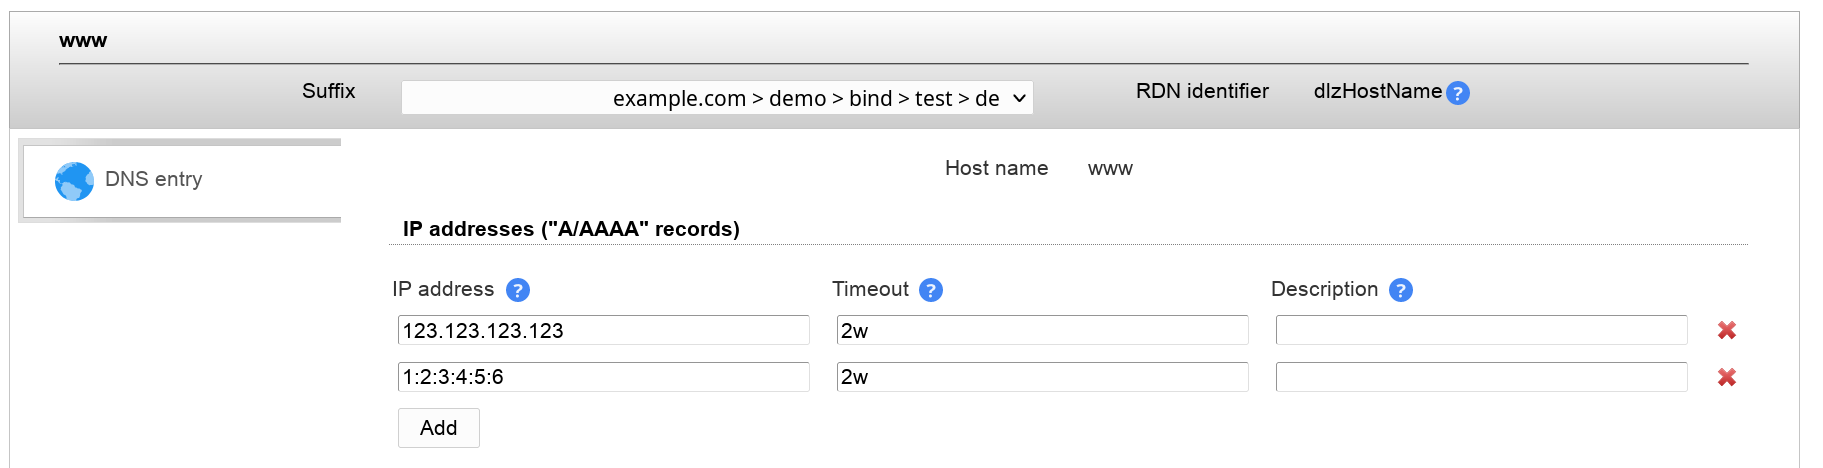 www
Suffix example.com > demo > bind > test > de RDN identifier dlzHostName ?
DNS entry
Host name www
IP addresses ("A/AAAA" records)
IP address ? Timeout ? Description ?
123.123.123.123 2w
1:2:3:4:5:6 2w
Add